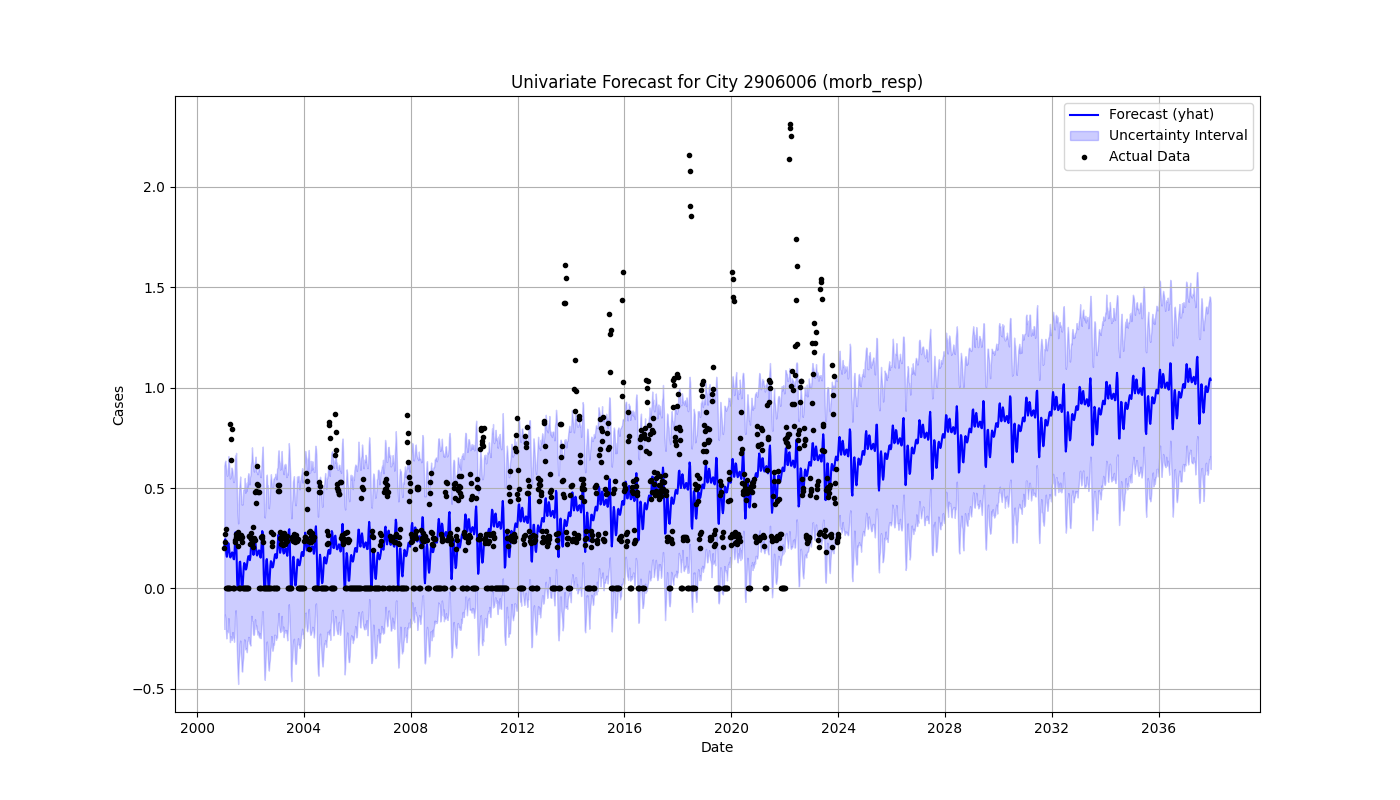 Univariate Forecast for City 2906006 (morb_resp)
Forecast (yhat)
Uncertainty Interval
Actual Data
Cases
2.0
1.5
1.0
0.5
0.0
−0.5
2000
2004
2008
2012
2016
2020
2024
2028
2032
2036
Date